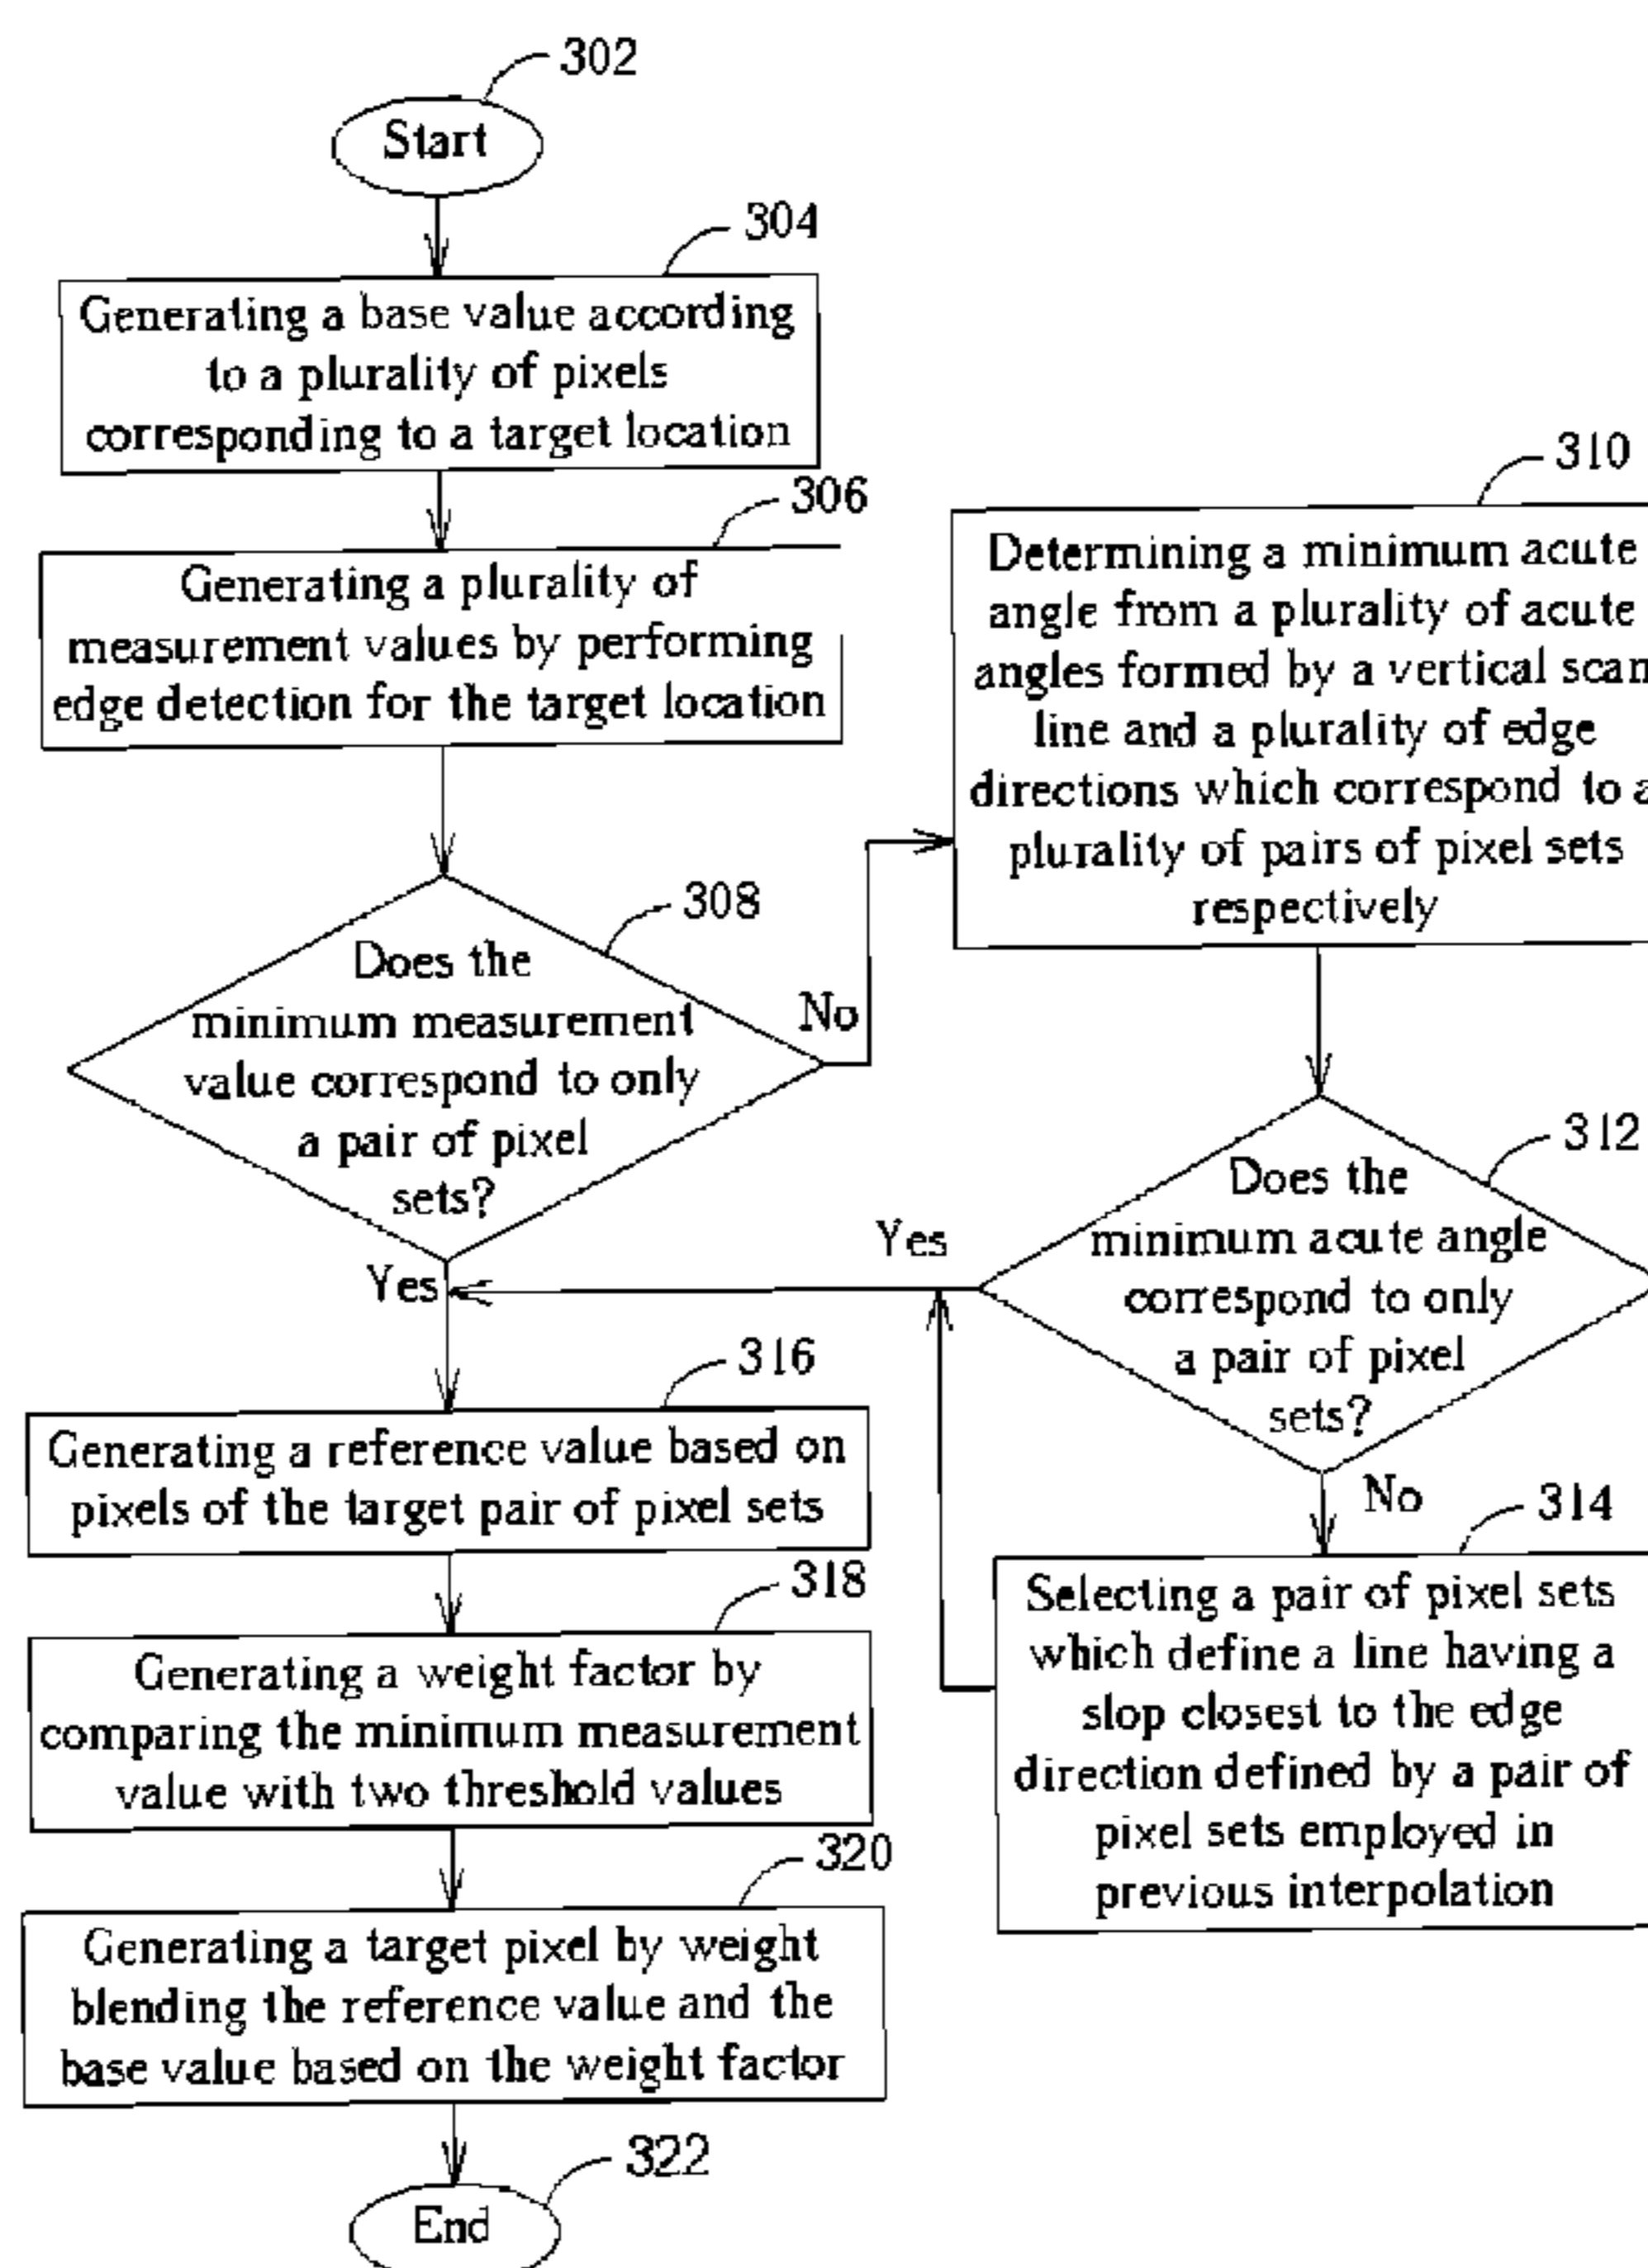 302
Start
304
Generating a base value according
to a plurality of pixels
corresponding to a target location
306
Generating a plurality of
measurement values by performing
edge detection for the target location
308
Does the
minimum measurement
value correspond to only
a pair of pixel
sets?
No
Yes
310
Determining a minimum acute
angle from a plurality of acute
angles formed by a vertical scan
line and a plurality of edge
directions which correspond to a
plurality of pairs of pixel sets
respectively
312
Does the
minimum acute angle
correspond to only
a pair of pixel
sets?
Yes
No
314
Selecting a pair of pixel sets
which define a line having a
slop closest to the edge
direction defined by a pair of
pixel sets employed in
previous interpolation
316
Generating a reference value based on
pixels of the target pair of pixel sets
318
Generating a weight factor by
comparing the minimum measurement
value with two threshold values
320
Generating a target pixel by weight
blending the reference value and the
base value based on the weight factor
322
End